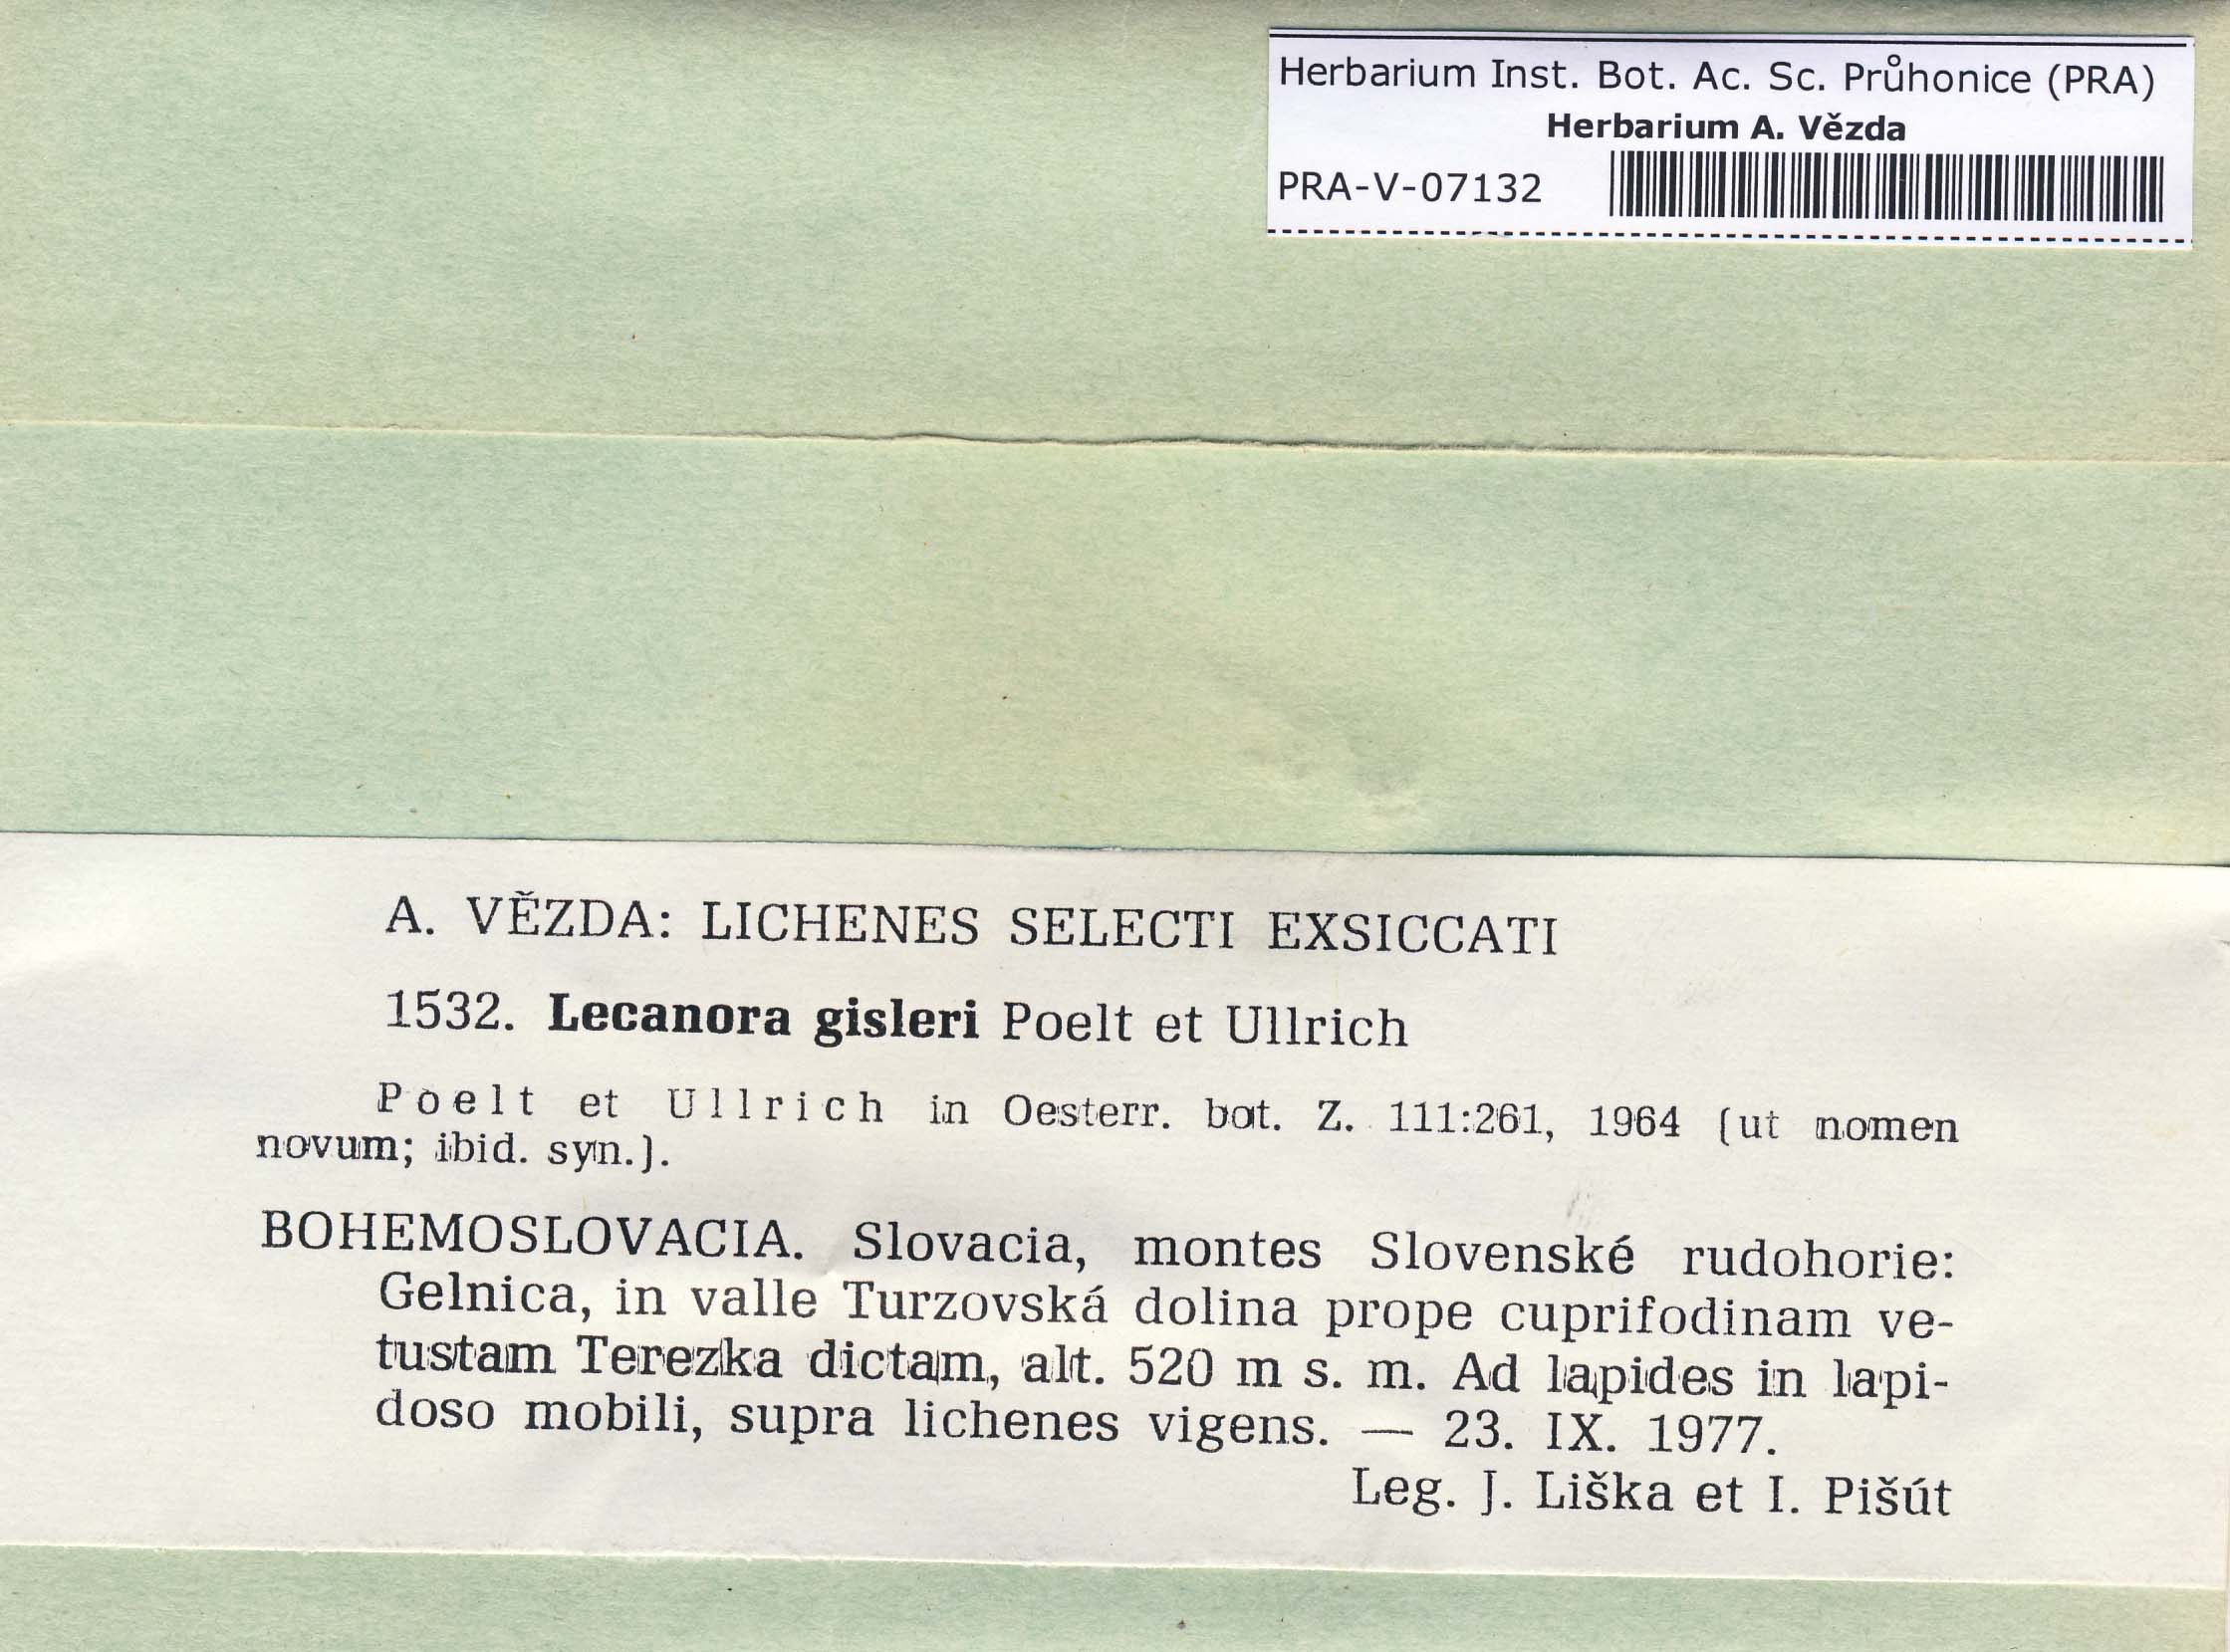 Herbarium Inst. Bot. Ac. Sc. Průhonice (PRA)
Herbarium A. Vězda
PRA-V-07132
A. VĚZDA: LICHENES SELECTI EXSICCATI
1532. Lecanora gisleri Poelt et Ullrich
Poelt et Ullrich in Oesterr. bot. Z. 111:261, 1964 (ut nomen
novum; ibid. syn.).
BOHEMOSLOVACIA. Slovacia, montes Slovenské rudohorie:
Gelnica, in valle Turzovská dolina prope cuprifodinam ve-
tustam Terezka dictam, alt. 520 m s. m. Ad lapides in lapi-
doso mobili, supra lichenes vigens. — 23. IX. 1977.
Leg. J. Liška et I. Pišút